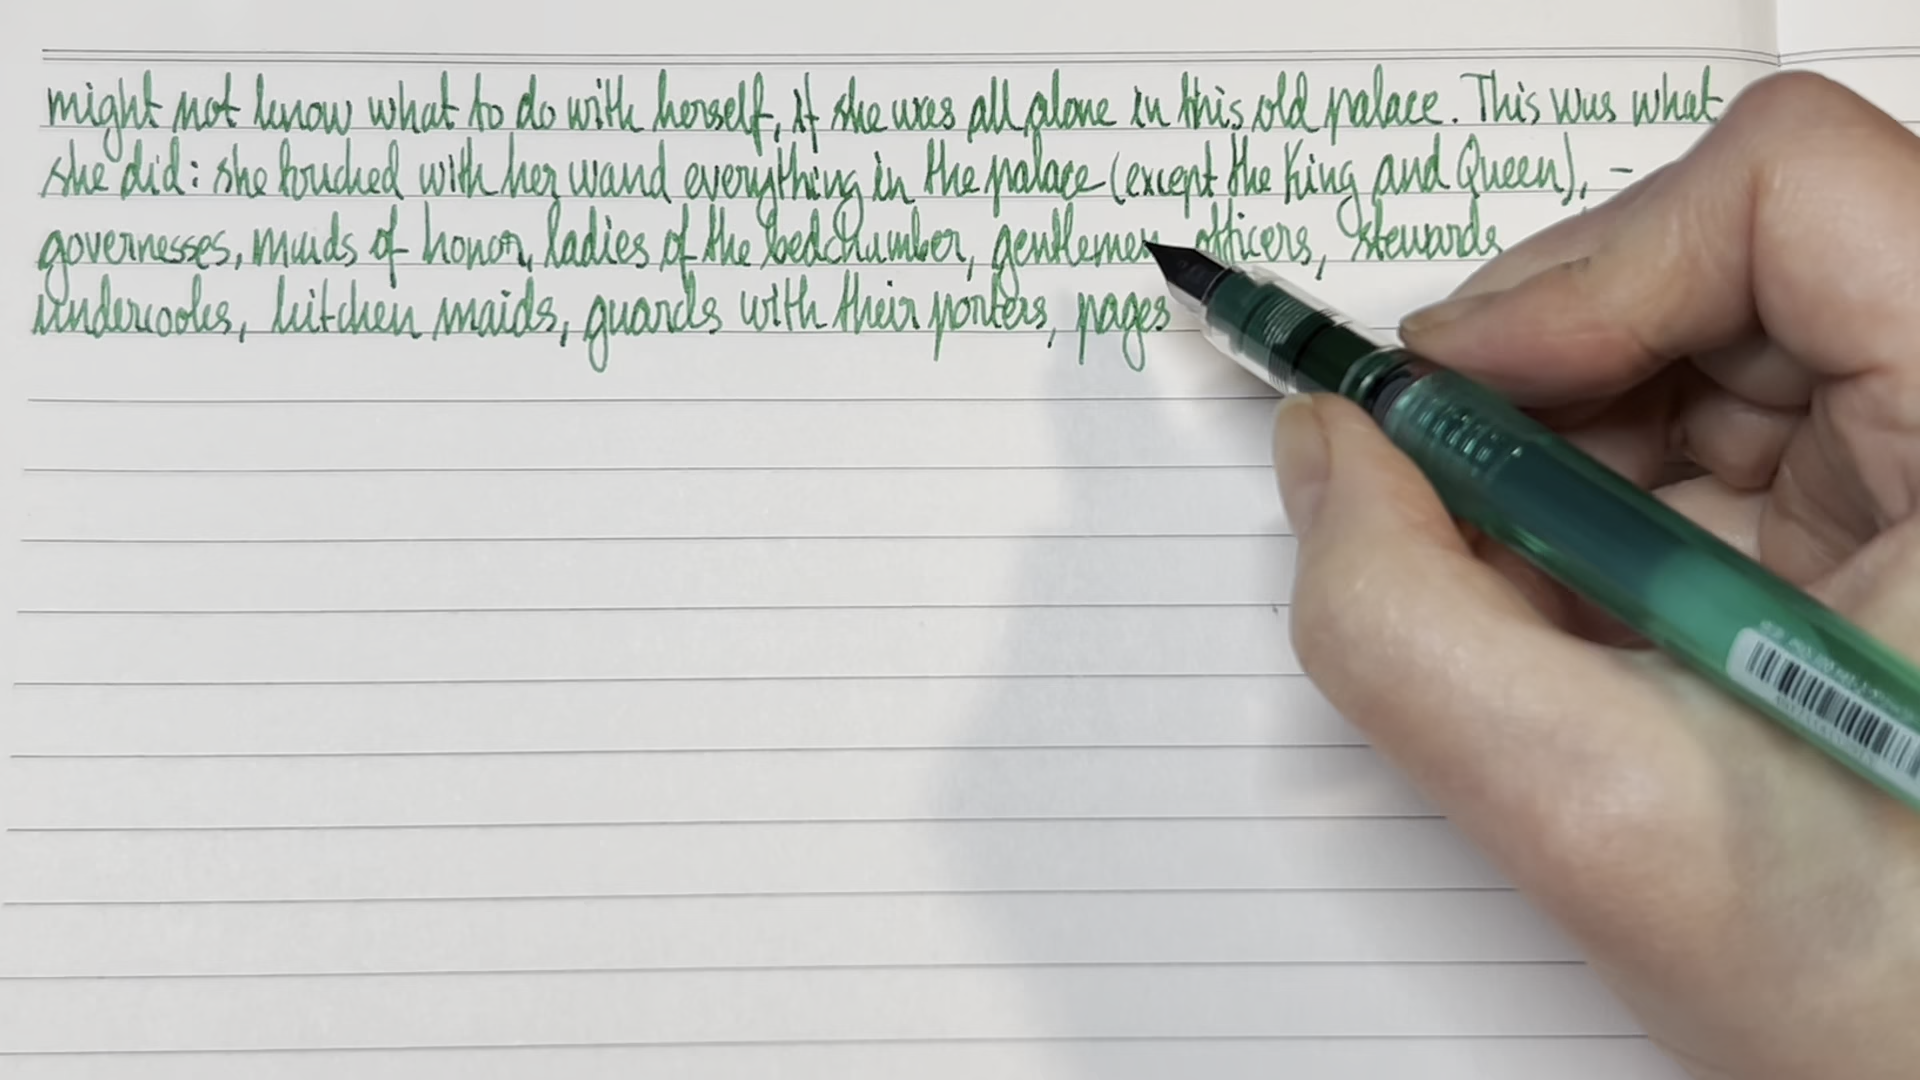 might not know what to do with herself, if she was all alone in this old palace. This was what
she did: she touched with her wand everything in the palace (except the King and Queen), -
governesses, maids of honor, ladies of the bedchamber, gentlemen officers, stewards
undercooks, kitchen maids, guards with their porters, pages